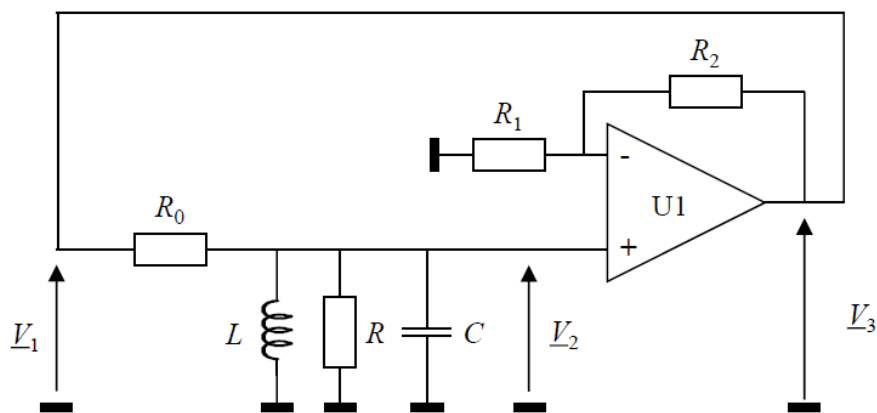 R₂
R₁
-
U1
+
R₀
V₁
L
R
C
V₂
V₃